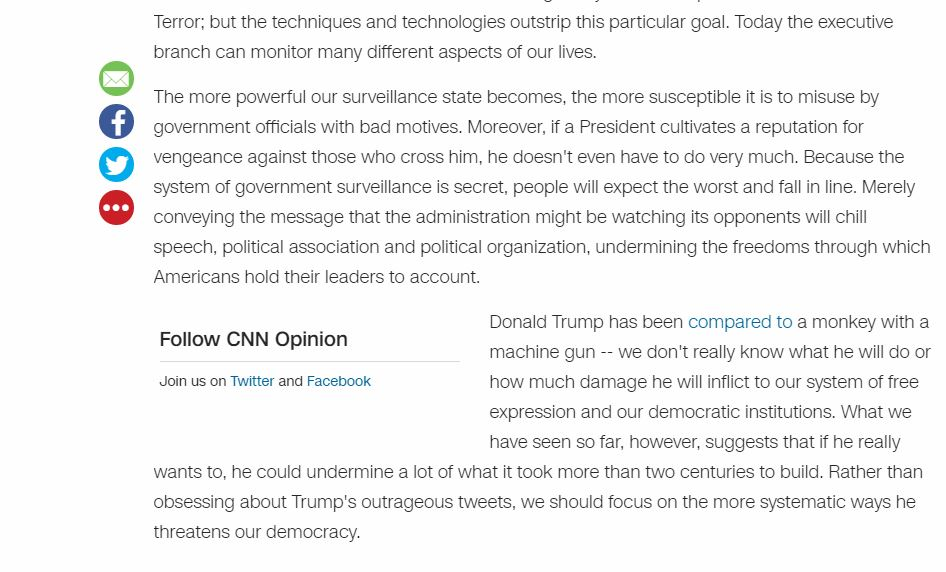 Terror; but the techniques and technologies outstrip this particular goal. Today the executive
branch can monitor many different aspects of our lives.
The more powerful our surveillance state becomes, the more susceptible it is to misuse by
government officials with bad motives. Moreover, if a President cultivates a reputation for
vengeance against those who cross him, he doesn't even have to do very much. Because the
system of government surveillance is secret, people will expect the worst and fall in line. Merely
conveying the message that the administration might be watching its opponents will chill
speech, political association and political organization, undermining the freedoms through which
Americans hold their leaders to account.
Follow CNN Opinion
Join us on Twitter and Facebook
Donald Trump has been compared to a monkey with a
machine gun -- we don't really know what he will do or
how much damage he will inflict to our system of free
expression and our democratic institutions. What we
have seen so far, however, suggests that if he really
wants to, he could undermine a lot of what it took more than two centuries to build. Rather than
obsessing about Trump's outrageous tweets, we should focus on the more systematic ways he
threatens our democracy.